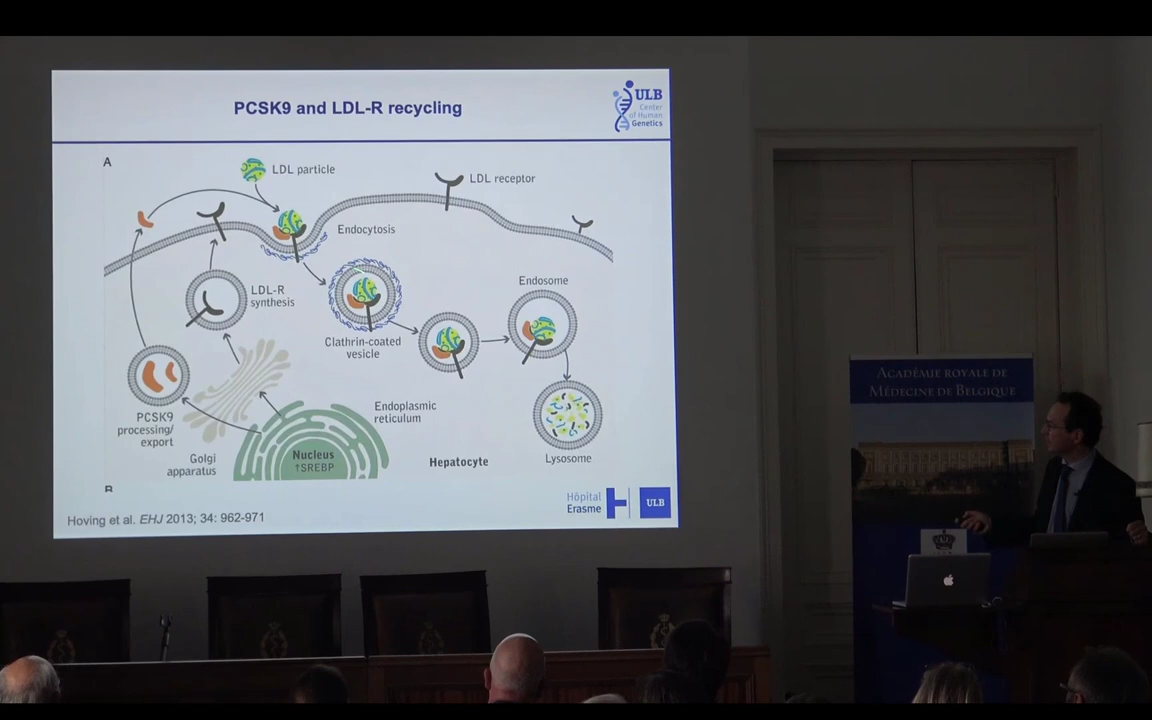 PCSK9 and LDL-R recycling
ULB
Center
of Human
Genetics
A
LDL particle
LDL receptor
Endocytosis
LDL-R
synthesis
Endosome
Clathrin-coated
vesicle
PCSK9
processing/
export
Endoplasmic
reticulum
Golgi
apparatus
Nucleus
↑SREBP
Hepatocyte
Lysosome
Hoving et al. EHJ 2013; 34: 962-971
Hôpital
Erasme
ULB
Académie royale de
Médecine de Belgique